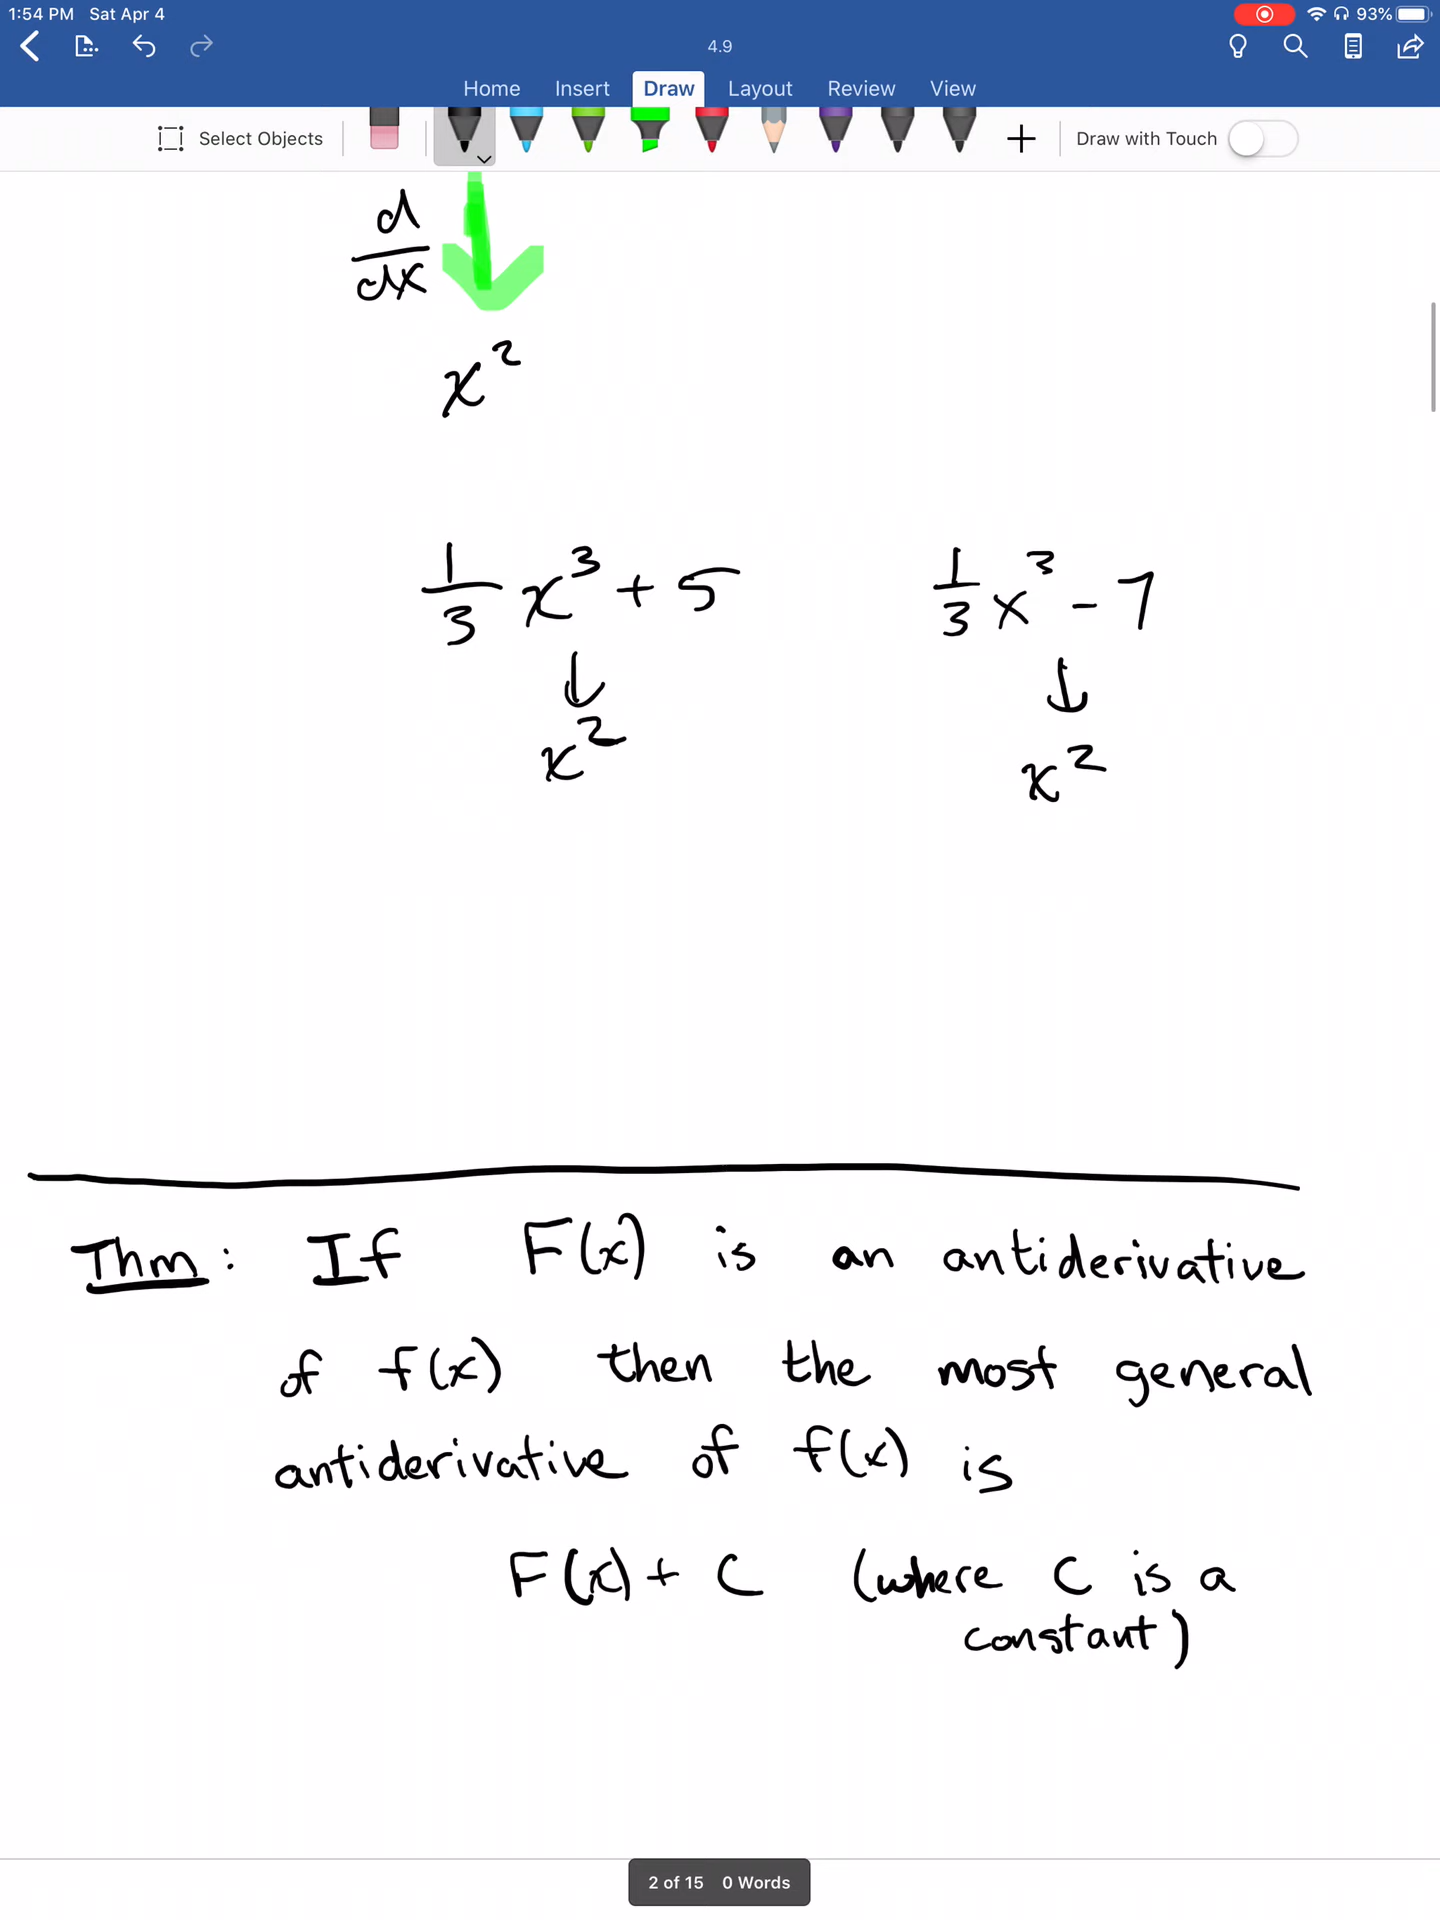 1:54 PM Sat Apr 4 93%
4.9
Home Insert Draw Layout Review View
Select Objects Draw with Touch
d
dx
x²
1/3 x³ + 5 1/3 x³ - 7
↓ ↓
x² x²
Thm: If F(x) is an antiderivative
of f(x) then the most general
antiderivative of f(x) is
F(x) + C (where C is a
constant)
2 of 15 0 Words